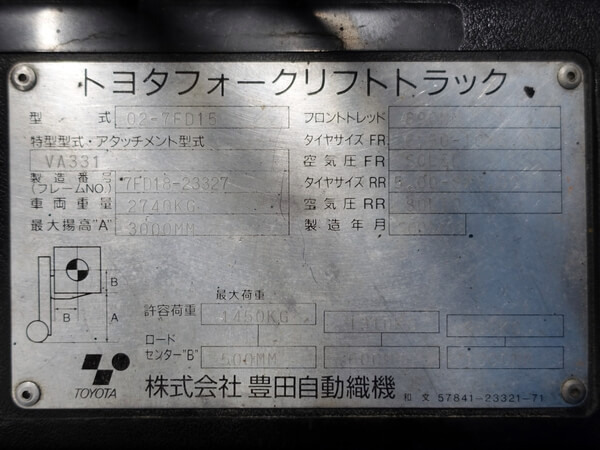 トヨタフォークリフトトラック
型式 02-7FD15 フロントトレッド
特型型式・アタッチメント型式 タイヤサイズ FR
VA331 空気圧 FR
製造番号(フレームNO.) 7FD18-23327 タイヤサイズ RR
車両重量 2740KG 空気圧 RR
最大揚高"A" 3000MM 製造年月
B
B A
最大荷重
許容荷重 1450KG
ロードセンター"B" 500MM
TOYOTA 株式会社 豊田自動織機 和文 57841-23321-71